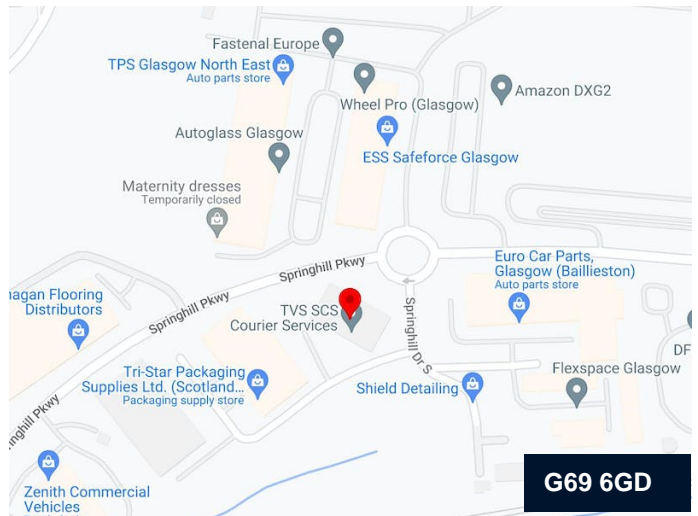 Fastenal Europe
TPS Glasgow North East
Auto parts store
Wheel Pro (Glasgow)
Amazon DXG2
Autoglass Glasgow
ESS Safeforce Glasgow
Maternity dresses
Temporarily closed
Springhill Pkwy
Euro Car Parts,
Glasgow (Baillieston)
Auto parts store
nagan Flooring
Distributors
Springhill Pkwy
TVS SCS
Courier Services
Springhill Dr S
DF
Tri-Star Packaging
Supplies Ltd. (Scotland...
Packaging supply store
Flexspace Glasgow
Shield Detailing
nghill Pkwy
Zenith Commercial
Vehicles
G69 6GD